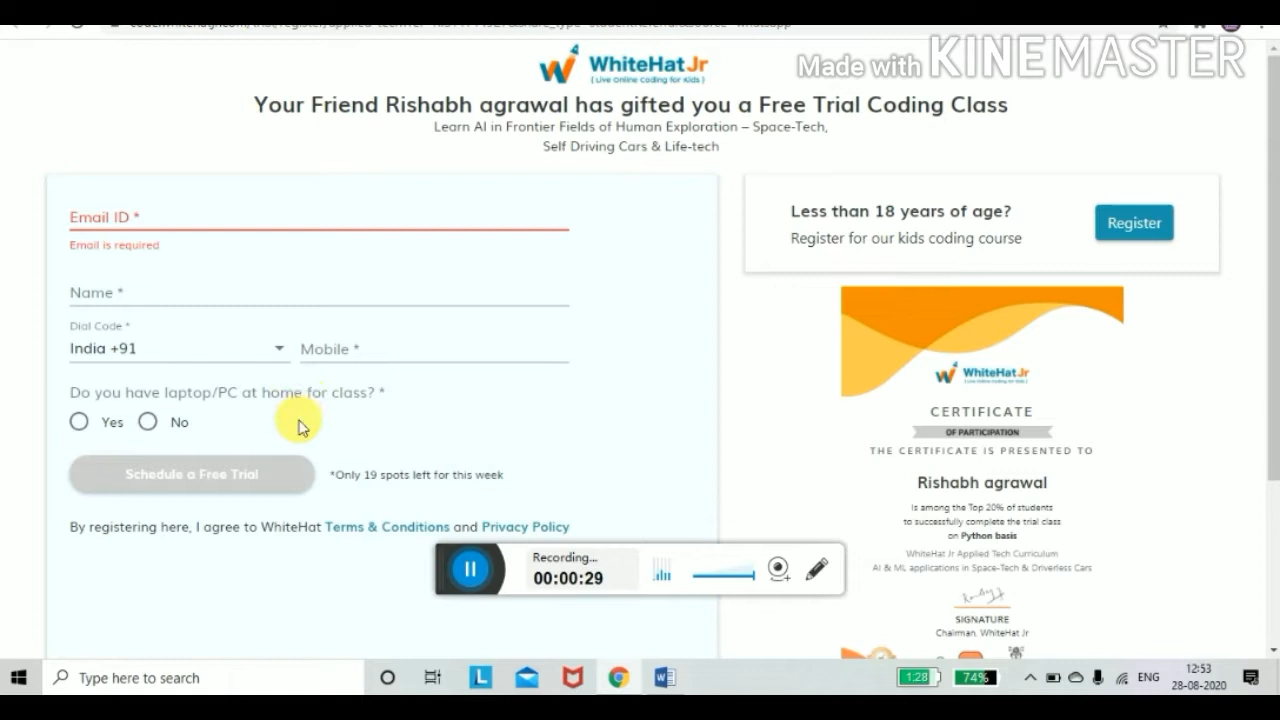 Made with KINEMASTER
WhiteHat Jr
( Live Online Coding for Kids )
Your Friend Rishabh agrawal has gifted you a Free Trial Coding Class
Learn AI in Frontier Fields of Human Exploration – Space-Tech,
Self Driving Cars & Life-tech
Email ID *
Email is required
Name *
Dial Code *
India +91
Mobile *
Do you have laptop/PC at home for class? *
Yes
No
Schedule a Free Trial
*Only 19 spots left for this week
By registering here, I agree to WhiteHat Terms & Conditions and Privacy Policy
Less than 18 years of age?
Register for our kids coding course
Register
WhiteHat Jr
( Live Online Coding for Kids )
CERTIFICATE
OF PARTICIPATION
THE CERTIFICATE IS PRESENTED TO
Rishabh agrawal
Is among the Top 20% of students
to successfully complete the trial class
on Python basis
WhiteHat Jr Applied Tech Curriculum
AI & ML applications in Space-Tech & Driverless Cars
SIGNATURE
Chairman, WhiteHat Jr
Recording...
00:00:29
Type here to search
L
W
1:28
74%
ENG
12:53
28-08-2020